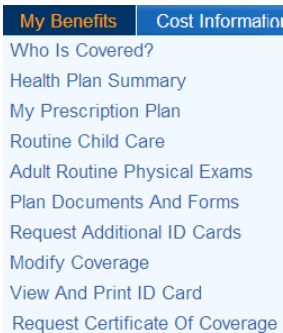 My Benefits Cost Information
Who Is Covered?
Health Plan Summary
My Prescription Plan
Routine Child Care
Adult Routine Physical Exams
Plan Documents And Forms
Request Additional ID Cards
Modify Coverage
View And Print ID Card
Request Certificate Of Coverage